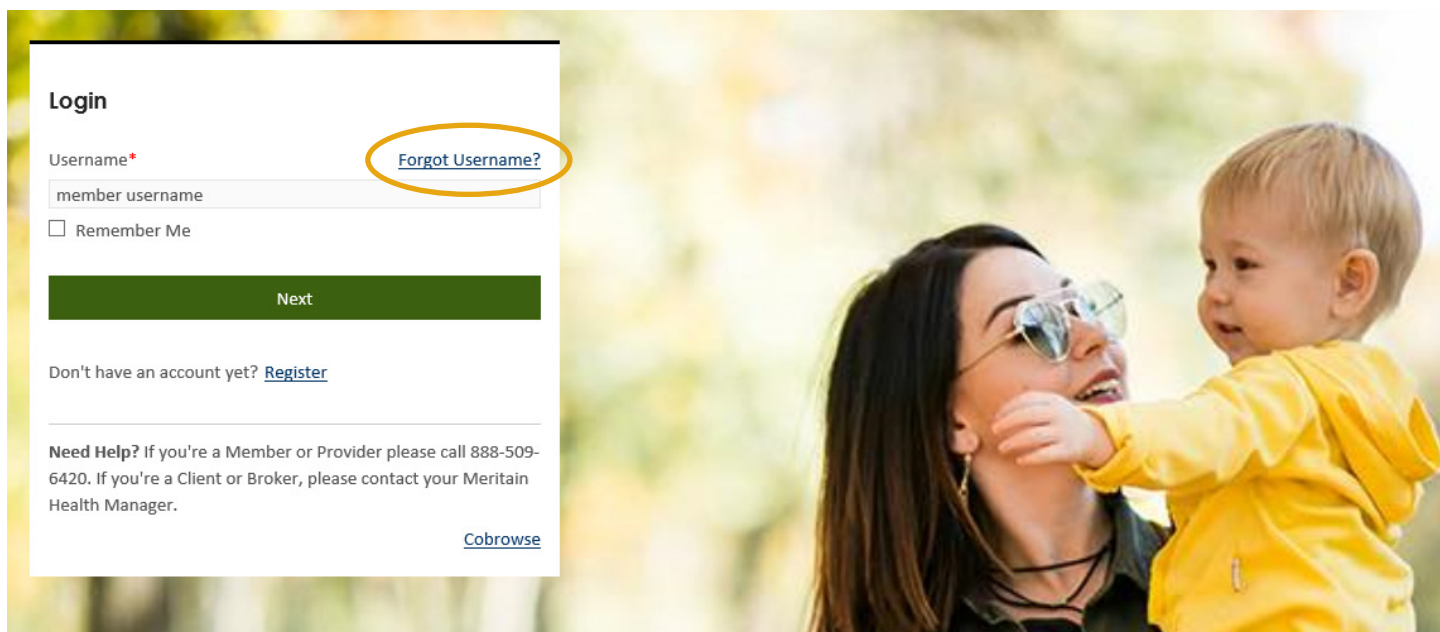 Login
Username* Forgot Username?
member username
Remember Me
Next
Don't have an account yet? Register
Need Help? If you're a Member or Provider please call 888-509-
6420. If you're a Client or Broker, please contact your Meritain
Health Manager.
Cobrowse